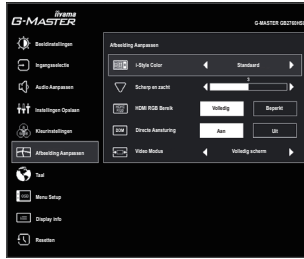 iiyama
G-MASTER
G-MASTER GB2760HS
Beeldinstellingen
Ingangsselectie
Audio Aanpassen
Instellingen Opslaan
Kleurinstellingen
Afbeelding Aanpassen
Taal
Menu Setup
Display info
Resetten
Afbeelding Aanpassen
i-Style Color
Standaard
Scherp en zacht
3
HDMI RGB Bereik
Volledig
Beperkt
Directe Aansturing
Aan
Uit
Video Modus
Volledig scherm